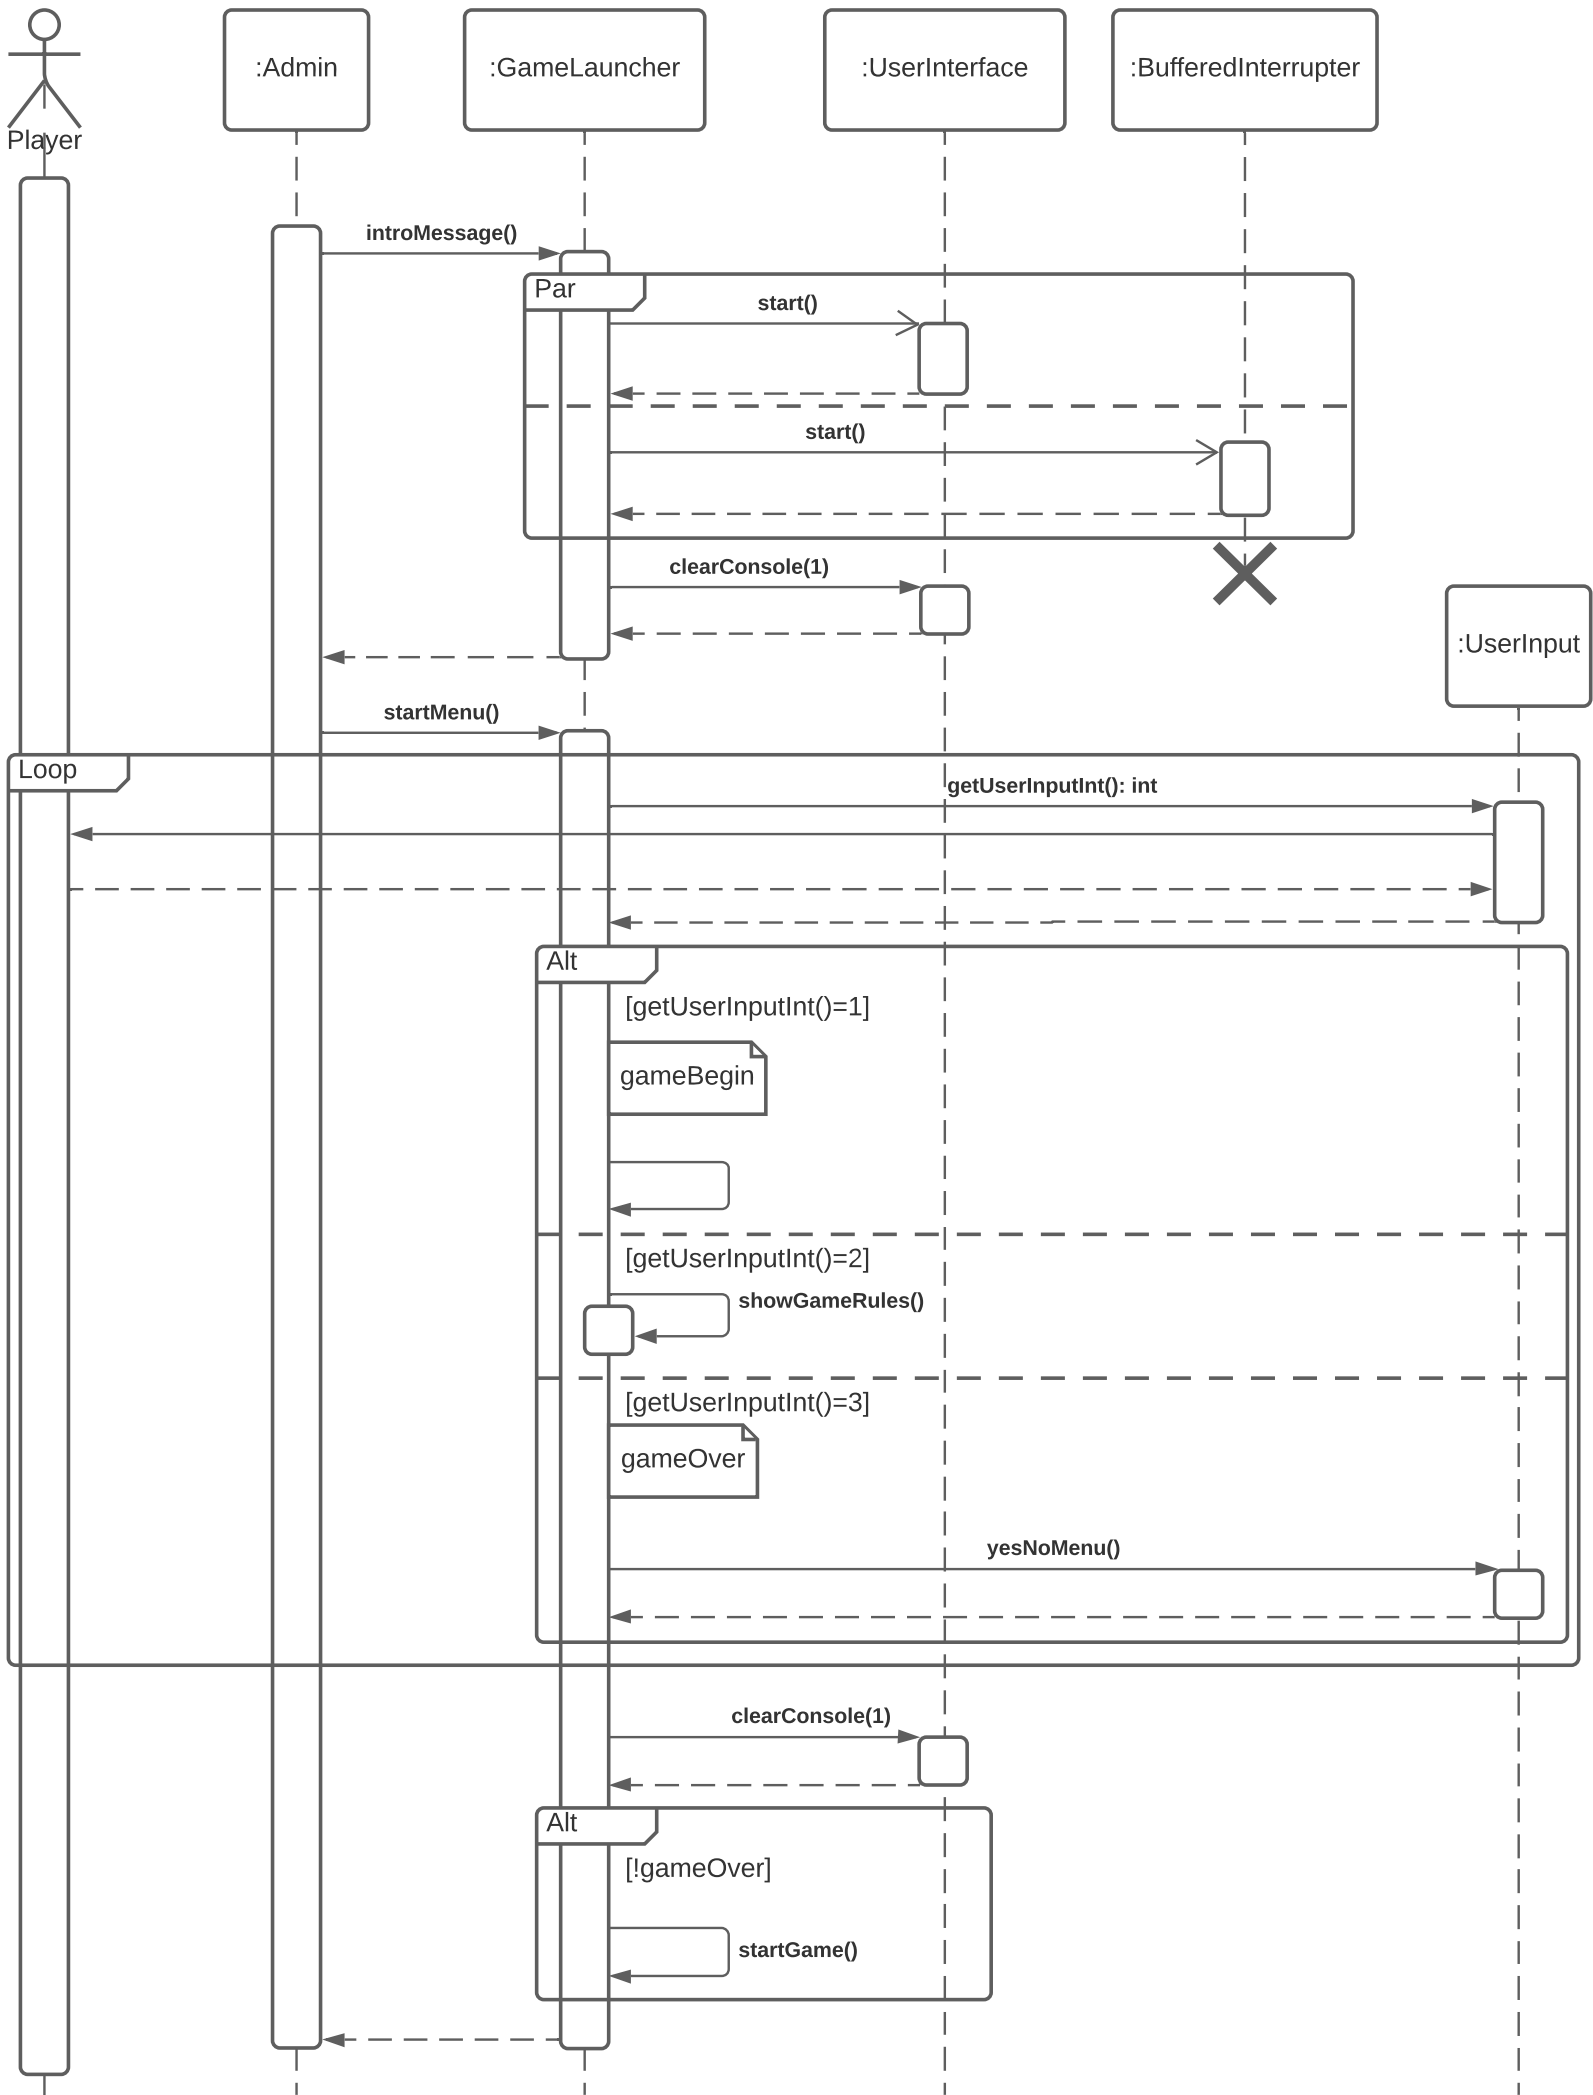 :Admin
:GameLauncher
:UserInterface
:BufferedInterrupter
Player
introMessage()
Par
start()
start()
clearConsole(1)
:UserInput
startMenu()
Loop
getUserInputInt(): int
Alt
[getUserInputInt()=1]
gameBegin
[getUserInputInt()=2]
showGameRules()
[getUserInputInt()=3]
gameOver
yesNoMenu()
clearConsole(1)
Alt
[!gameOver]
startGame()